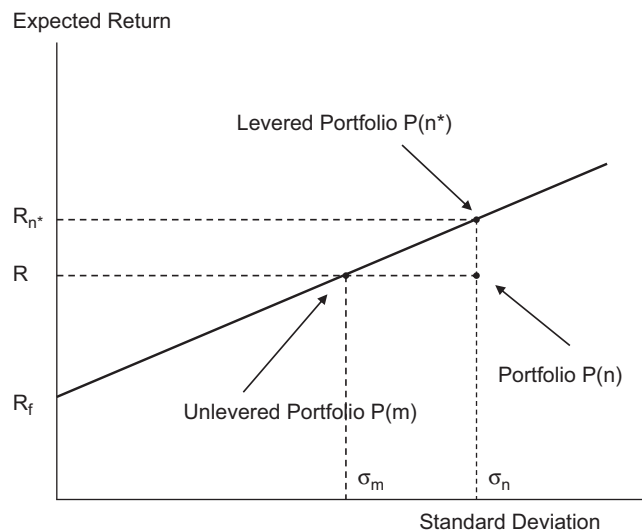 Expected Return
Levered Portfolio P(n*)
Rn*
R
Portfolio P(n)
Rf
Unlevered Portfolio P(m)
σm
σn
Standard Deviation